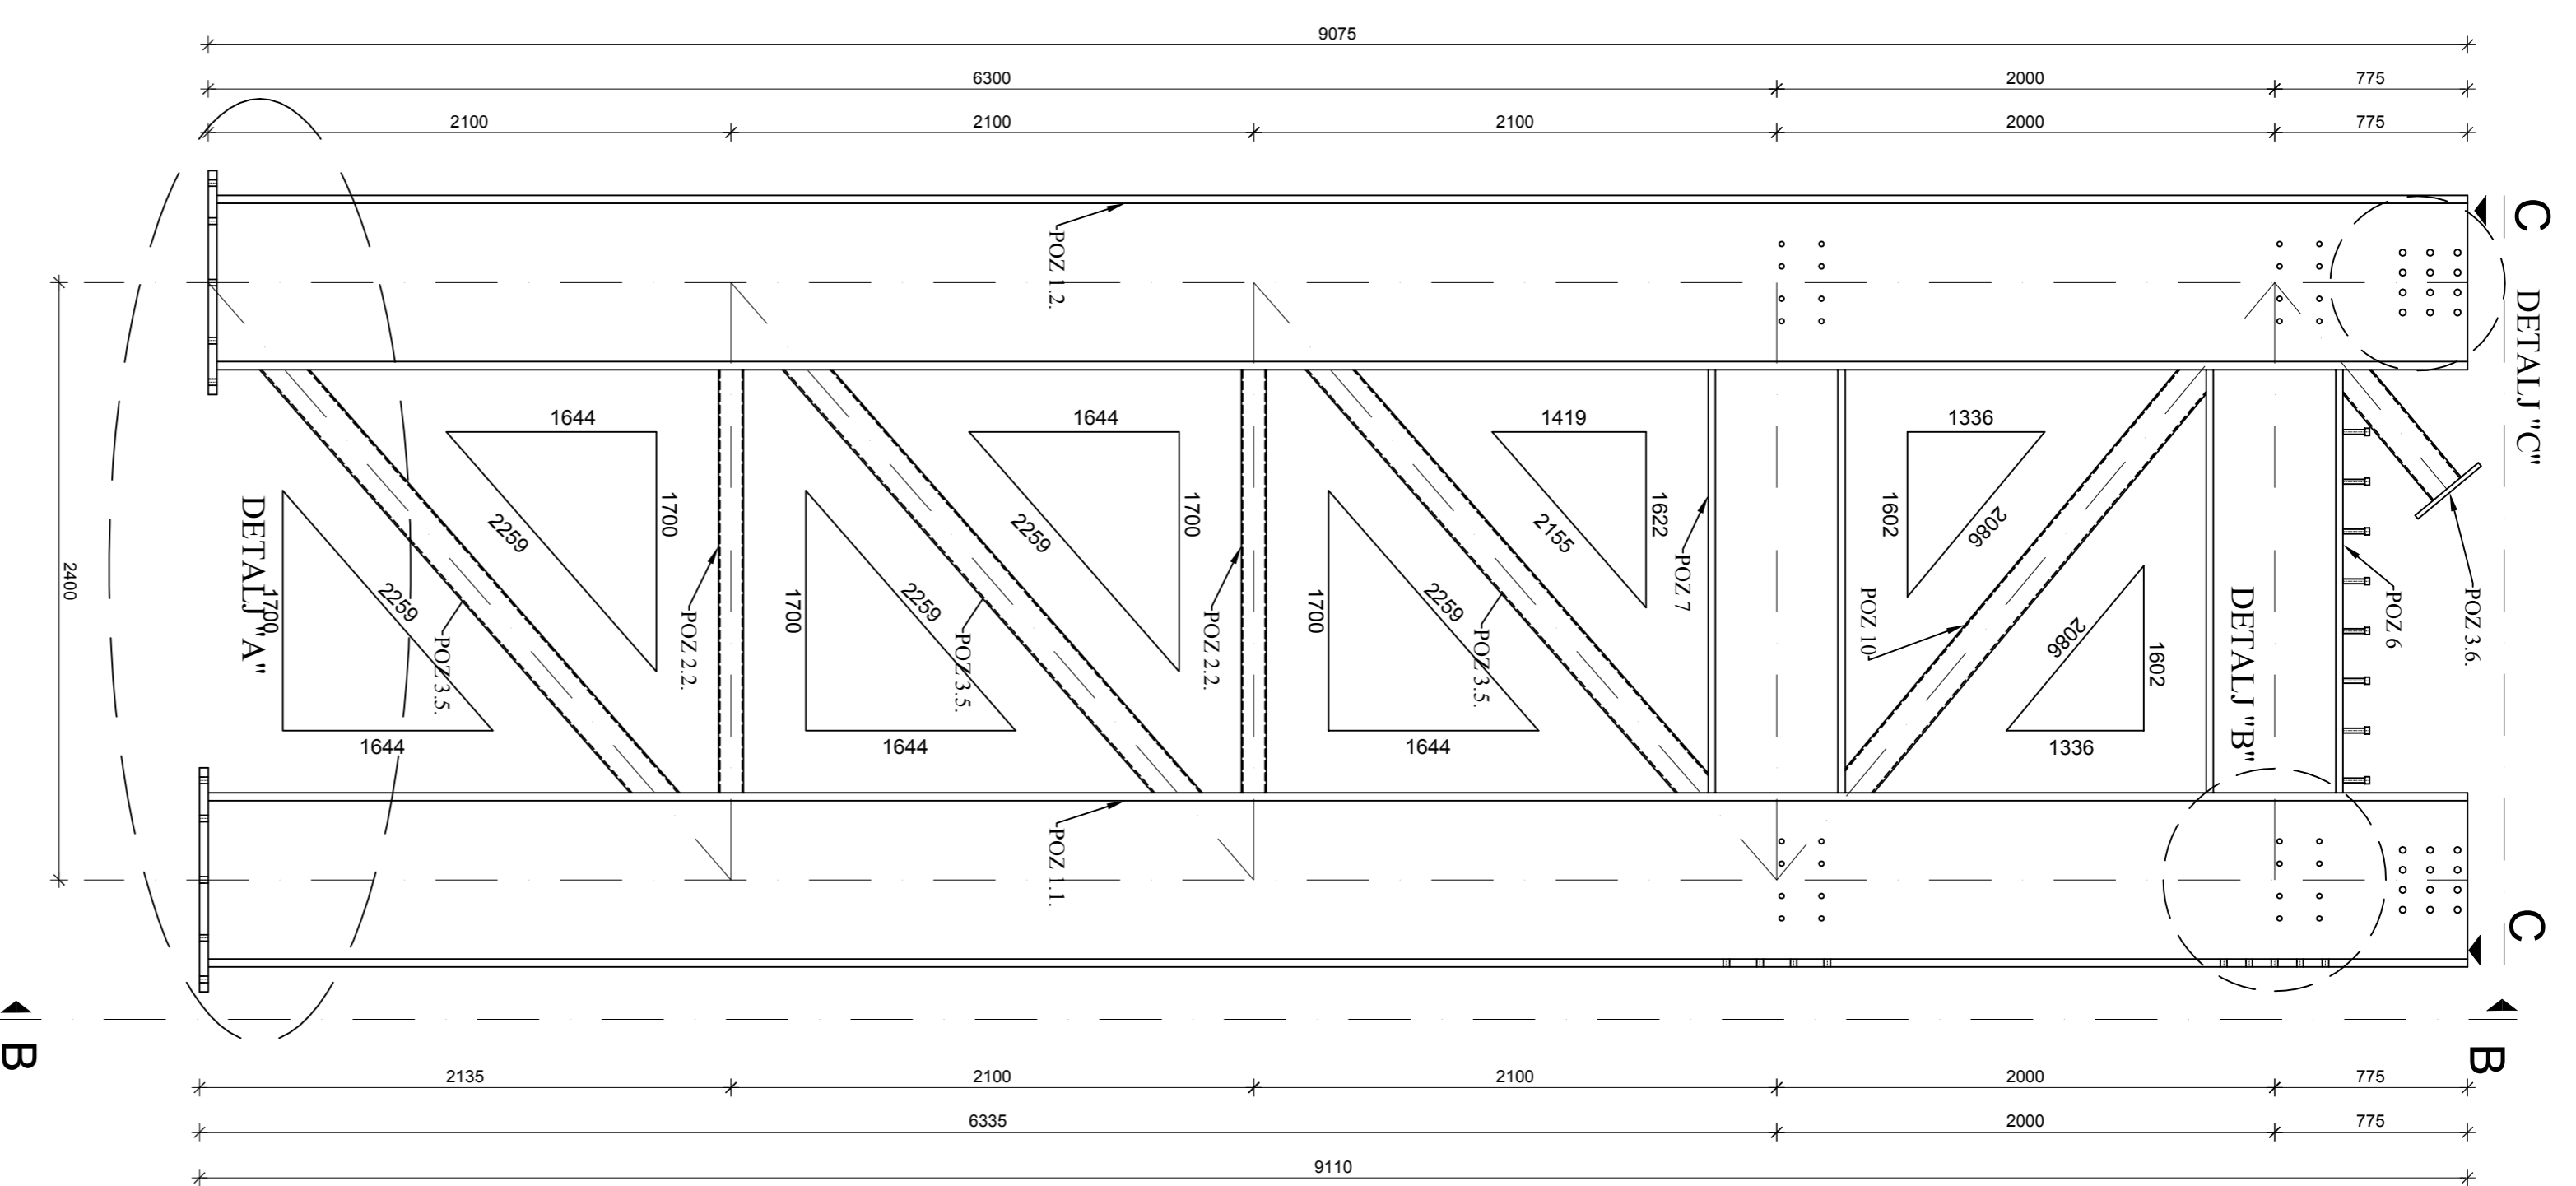 9075
6300
2000
775
2100
2100
2100
2000
775
C
DETALJ "C"
POZ 1.2.
1644
1700
2259
1644
1700
2259
1419
1622
2155
1336
1602
2086
DETALJ "A"
1700
2259
1644
POZ 3.5.
POZ 2.2.
1700
2259
1644
POZ 3.5.
POZ 2.2.
1700
2259
1644
POZ 3.5.
POZ 7
POZ 10
2086
1602
1336
DETALJ "B"
POZ 6
POZ 3.6.
2400
POZ 1.1.
C
B
B
2135
2100
2100
2000
775
6335
2000
775
9110